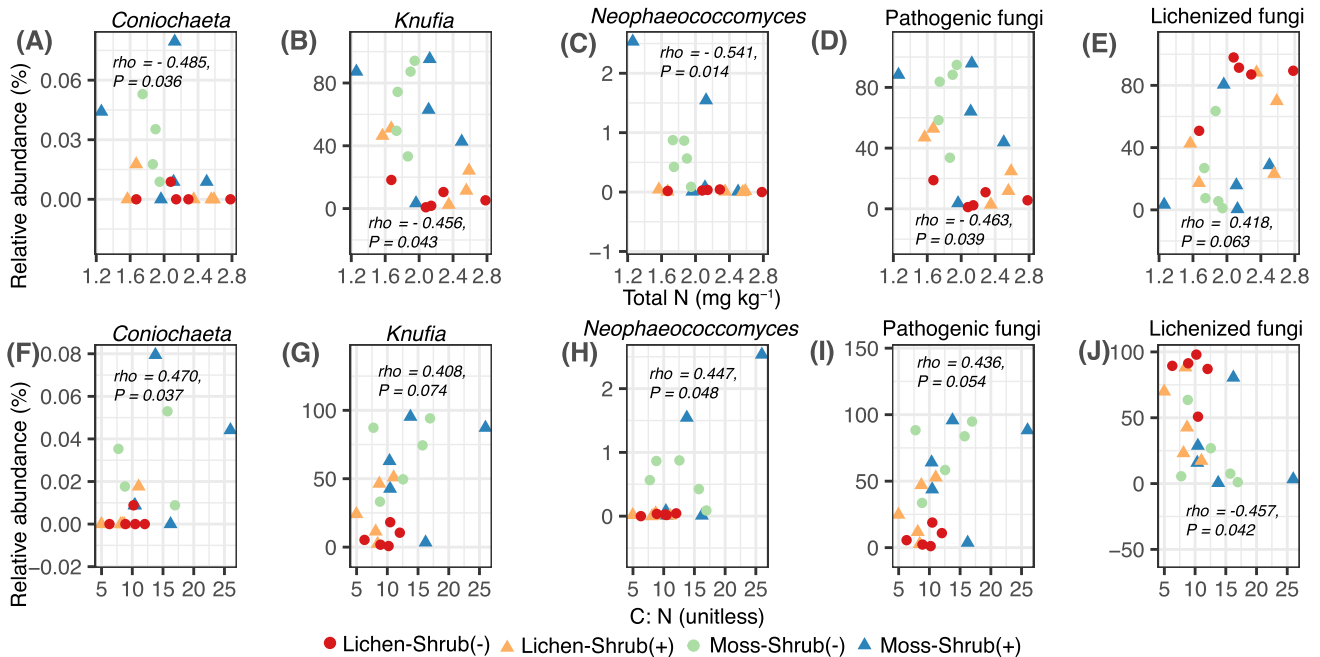 Coniochaeta
Knufia
Neophaeococcomyces
Pathogenic fungi
Lichenized fungi
(A)
(B)
(C)
(D)
(E)
Relative abundance (%)
0.06
0.03
0.00
rho = - 0.485,
P = 0.036
1.2 1.6 2.0 2.4 2.8
80
40
0
rho = - 0.456,
P = 0.043
1.2 1.6 2.0 2.4 2.8
2
1
0
−1
rho = - 0.541,
P = 0.014
1.2 1.6 2.0 2.4 2.8
80
40
0
rho = - 0.463,
P = 0.039
1.2 1.6 2.0 2.4 2.8
80
40
0
rho = 0.418,
P = 0.063
1.2 1.6 2.0 2.4 2.8
Total N (mg kg⁻¹)
Coniochaeta
Knufia
Neophaeococcomyces
Pathogenic fungi
Lichenized fungi
(F)
(G)
(H)
(I)
(J)
Relative abundance (%)
0.08
0.06
0.04
0.02
0.00
−0.02
rho = 0.470,
P = 0.037
5 10 15 20 25
100
50
0
rho = 0.408,
P = 0.074
5 10 15 20 25
2
1
0
rho = 0.447,
P = 0.048
5 10 15 20 25
150
100
50
0
rho = 0.436,
P = 0.054
5 10 15 20 25
100
50
0
−50
rho = -0.457,
P = 0.042
5 10 15 20 25
C: N (unitless)
Lichen-Shrub(-) Lichen-Shrub(+) Moss-Shrub(-) Moss-Shrub(+)